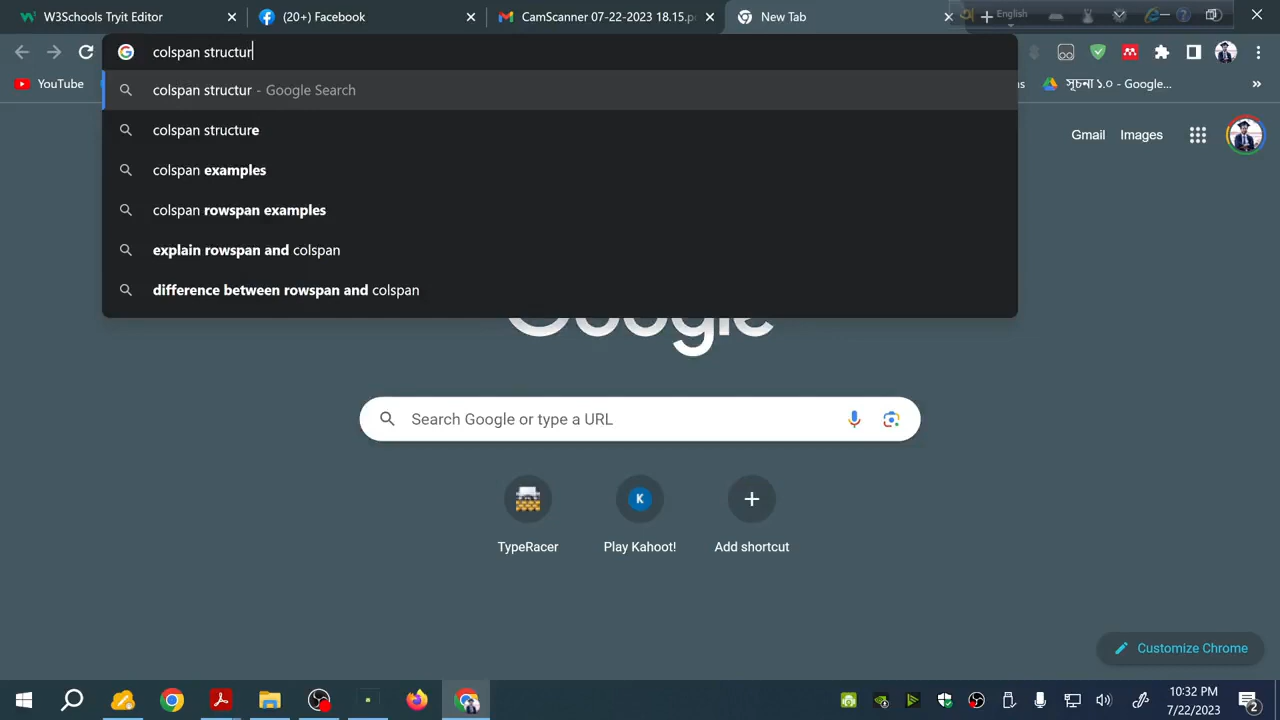 W3Schools Tryit Editor
(20+) Facebook
CamScanner 07-22-2023 18.15.p
New Tab
English
colspan structur
YouTube
সূচনা ১.০ - Google...
»
colspan structur - Google Search
colspan structure
colspan examples
colspan rowspan examples
explain rowspan and colspan
difference between rowspan and colspan
Gmail
Images
Google
Search Google or type a URL
K
TypeRacer
Play Kahoot!
Add shortcut
Customize Chrome
10:32 PM
7/22/2023
2